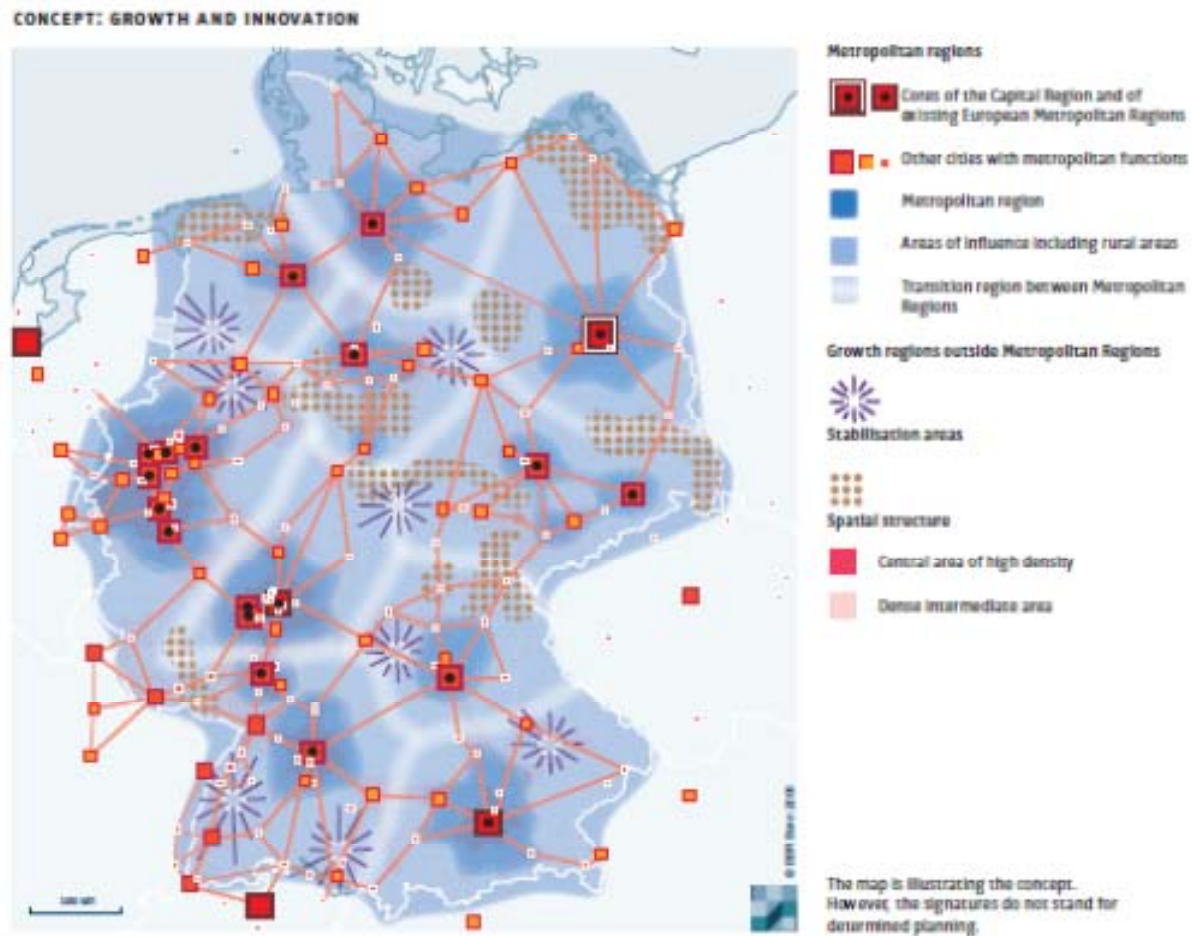 CONCEPT: GROWTH AND INNOVATION
Metropolitan regions
Cores of the Capital Region and of
existing European Metropolitan Regions
Other cities with metropolitan functions
Metropolitan region
Areas of influence including rural areas
Transition region between Metropolitan
Regions
Growth regions outside Metropolitan Regions
Stabilisation areas
Spatial structure
Central area of high density
Dense intermediate area
The map is illustrating the concept.
However, the signatures do not stand for
determined planning.